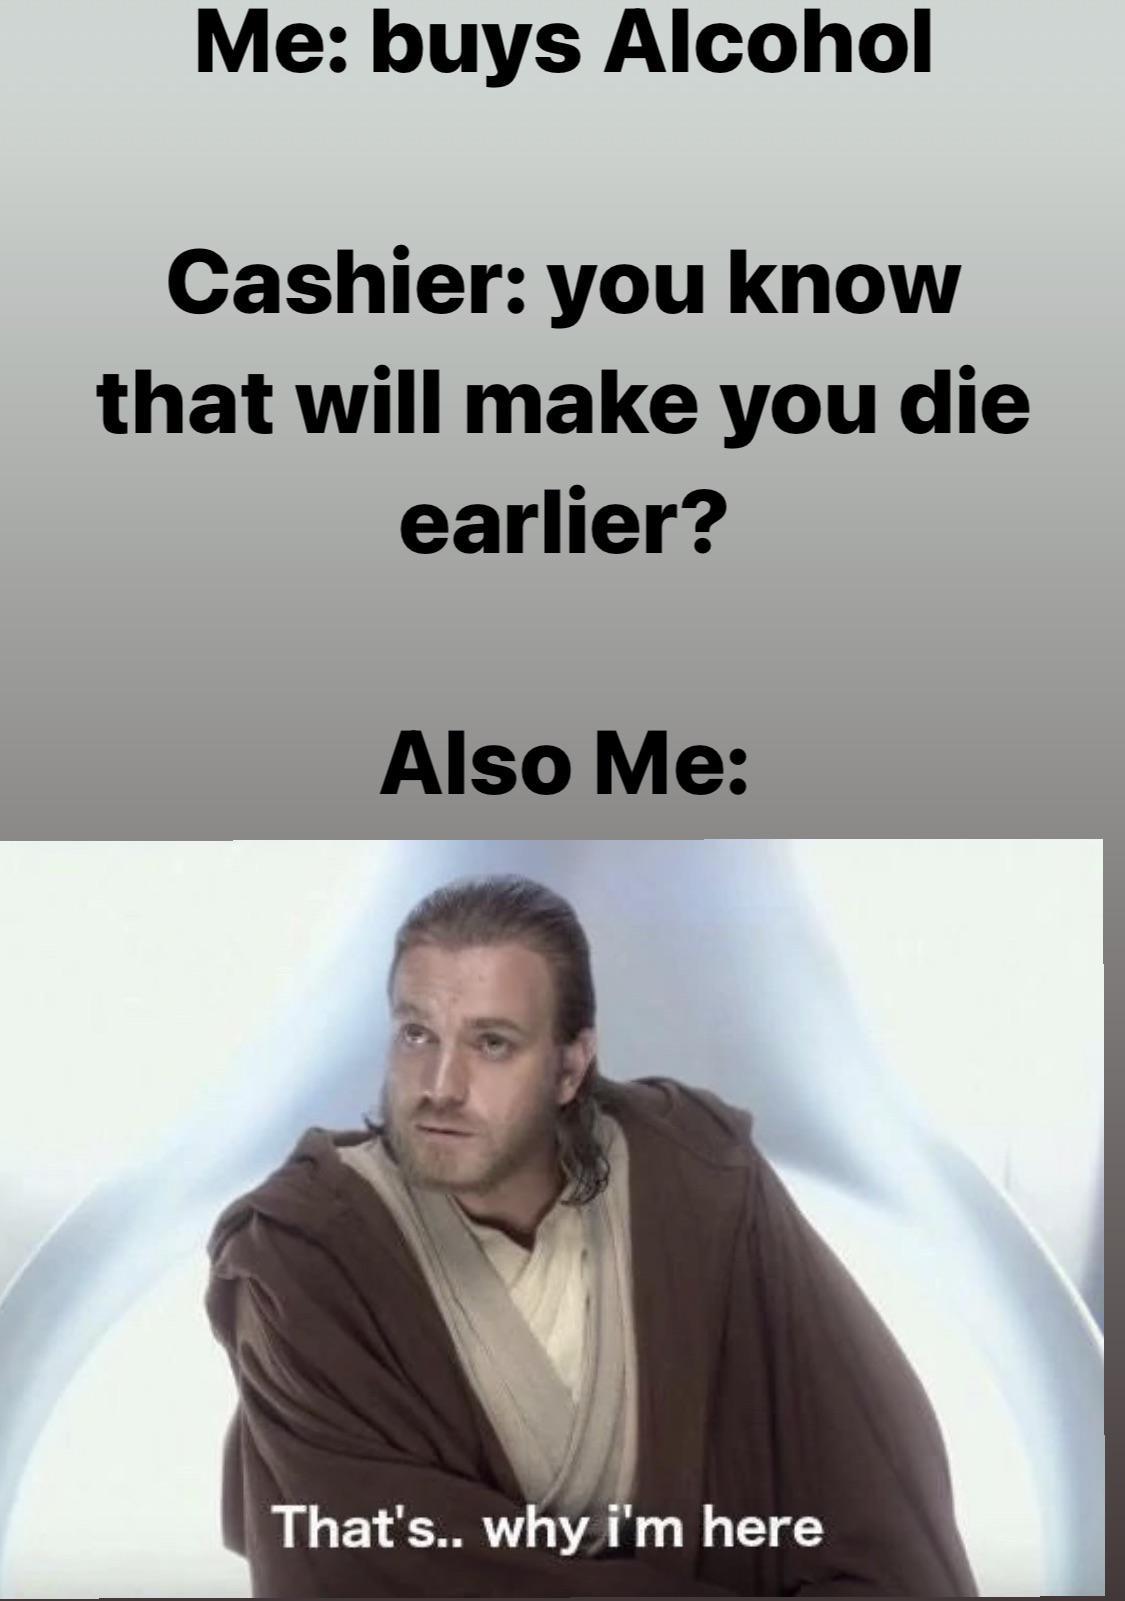 Me: buys Alcohol
Cashier: you know
that will make you die
earlier?
Also Me:
That's.. why i'm here